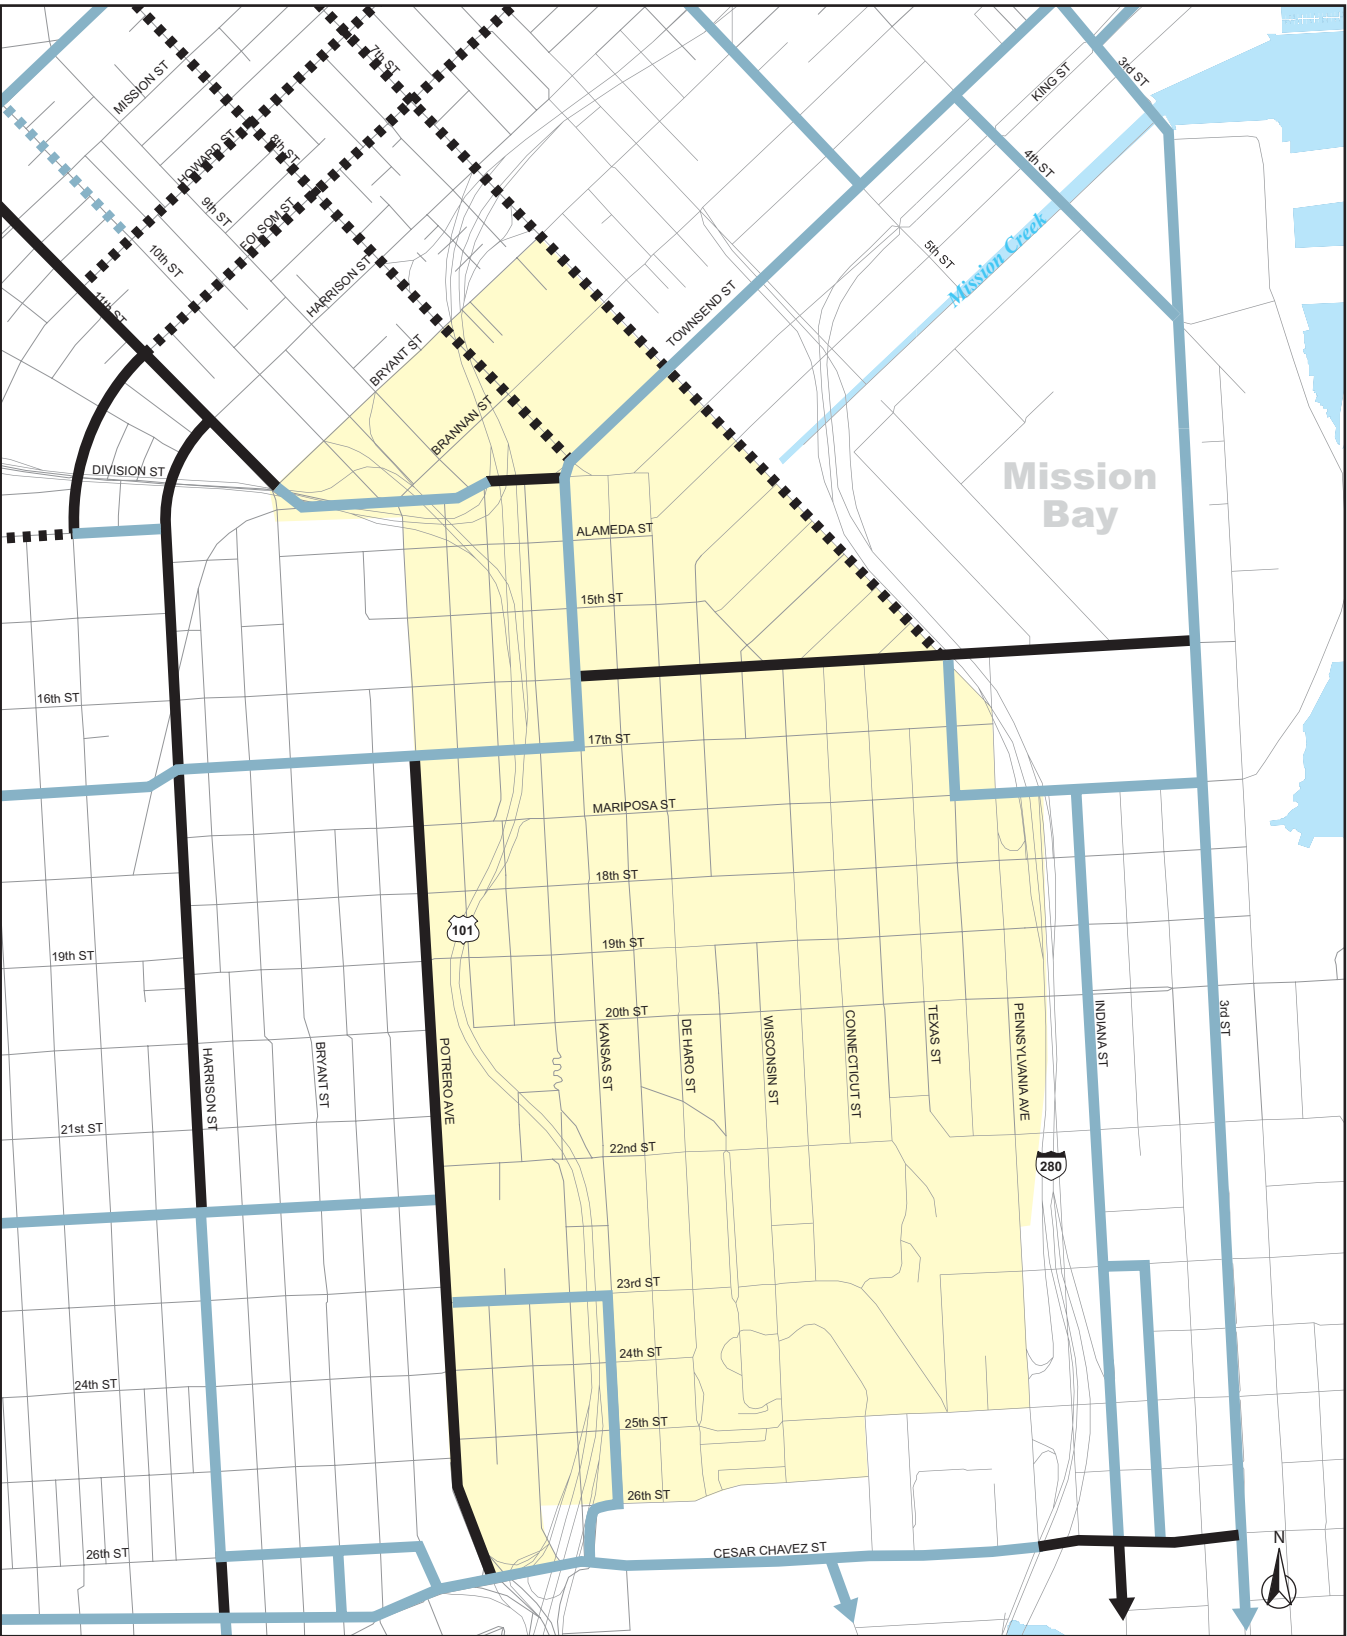 7th ST
3rd ST
MISSION ST
KING ST
HOWARD ST
8th ST
4th ST
9th ST
FOLSOM ST
5th ST
Mission Creek
10th ST
HARRISON ST
11th ST
TOWNSEND ST
BRYANT ST
BRANNAN ST
DIVISION ST
Mission
Bay
ALAMEDA ST
15th ST
16th ST
17th ST
MARIPOSA ST
18th ST
101
19th ST
19th ST
20th ST
HARRISON ST
BRYANT ST
POTRERO AVE
KANSAS ST
DE HARO ST
WISCONSIN ST
CONNECTICUT ST
TEXAS ST
PENNSYLVANIA AVE
INDIANA ST
3rd ST
21st ST
22nd ST
280
23rd ST
24th ST
24th ST
25th ST
26th ST
26th ST
CESAR CHAVEZ ST
N